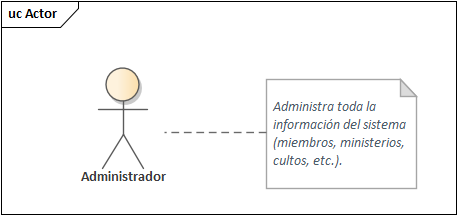 uc Actor
Administra toda la
información del sistema
(miembros, ministerios,
cultos, etc.).
Administrador